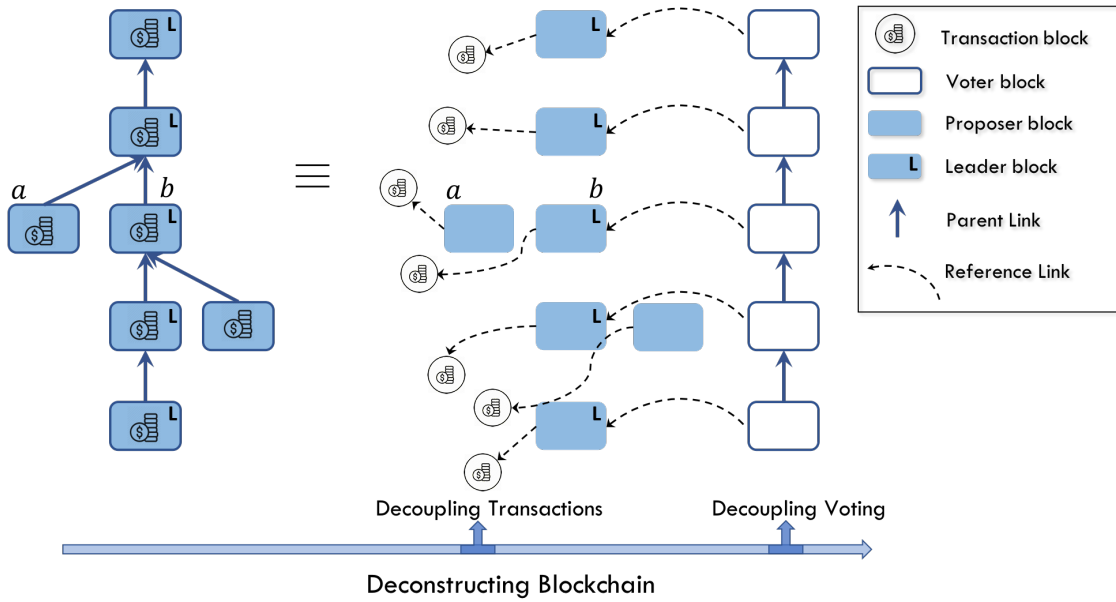 L
L
Transaction block
L
L
Voter block
L
L
Proposer block
L
Leader block
a
b
a
b
L
L
Parent Link
Reference Link
L
L
L
L
Decoupling Transactions
Decoupling Voting
Deconstructing Blockchain